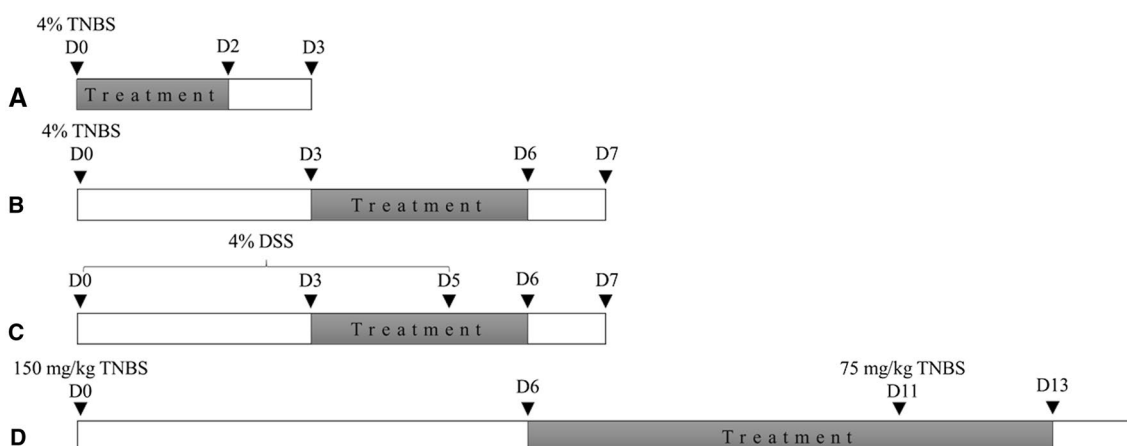 4% TNBS
D0 D2 D3
A Treatment
4% TNBS
D0 D3 D6 D7
B Treatment
4% DSS
D0 D3 D5 D6 D7
C Treatment
150 mg/kg TNBS 75 mg/kg TNBS
D0 D6 D11 D13
D Treatment